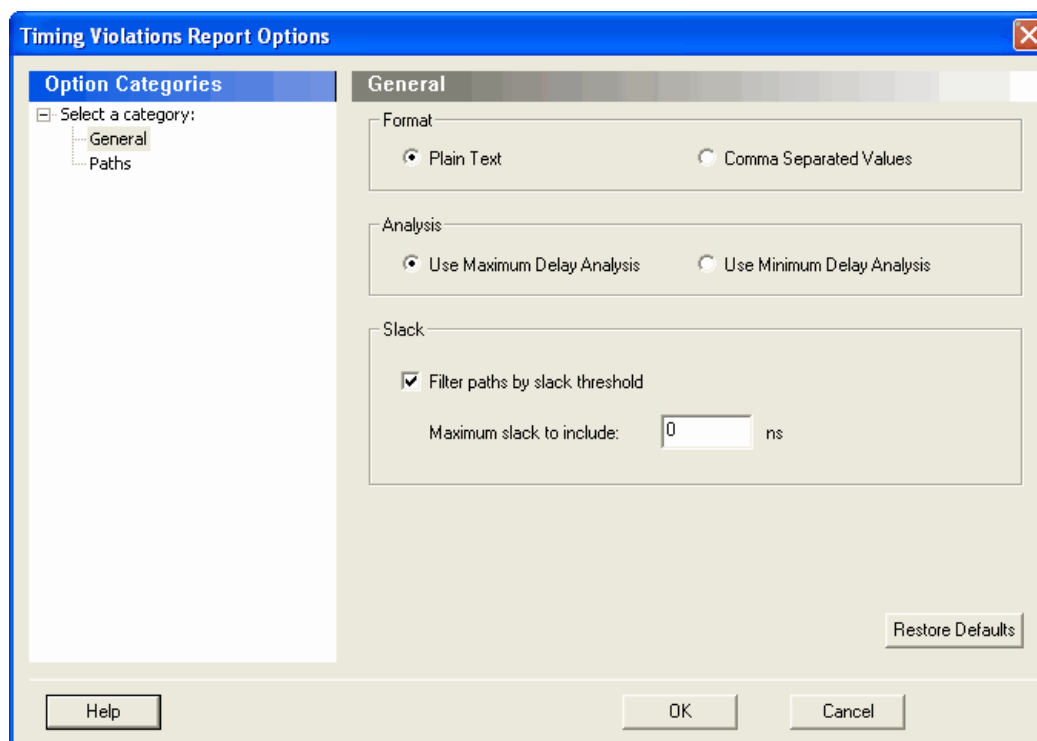 Timing Violations Report Options
Option Categories
Select a category:
General
Paths
General
Format
Plain Text
Comma Separated Values
Analysis
Use Maximum Delay Analysis
Use Minimum Delay Analysis
Slack
Filter paths by slack threshold
Maximum slack to include: 0 ns
Restore Defaults
Help
OK
Cancel